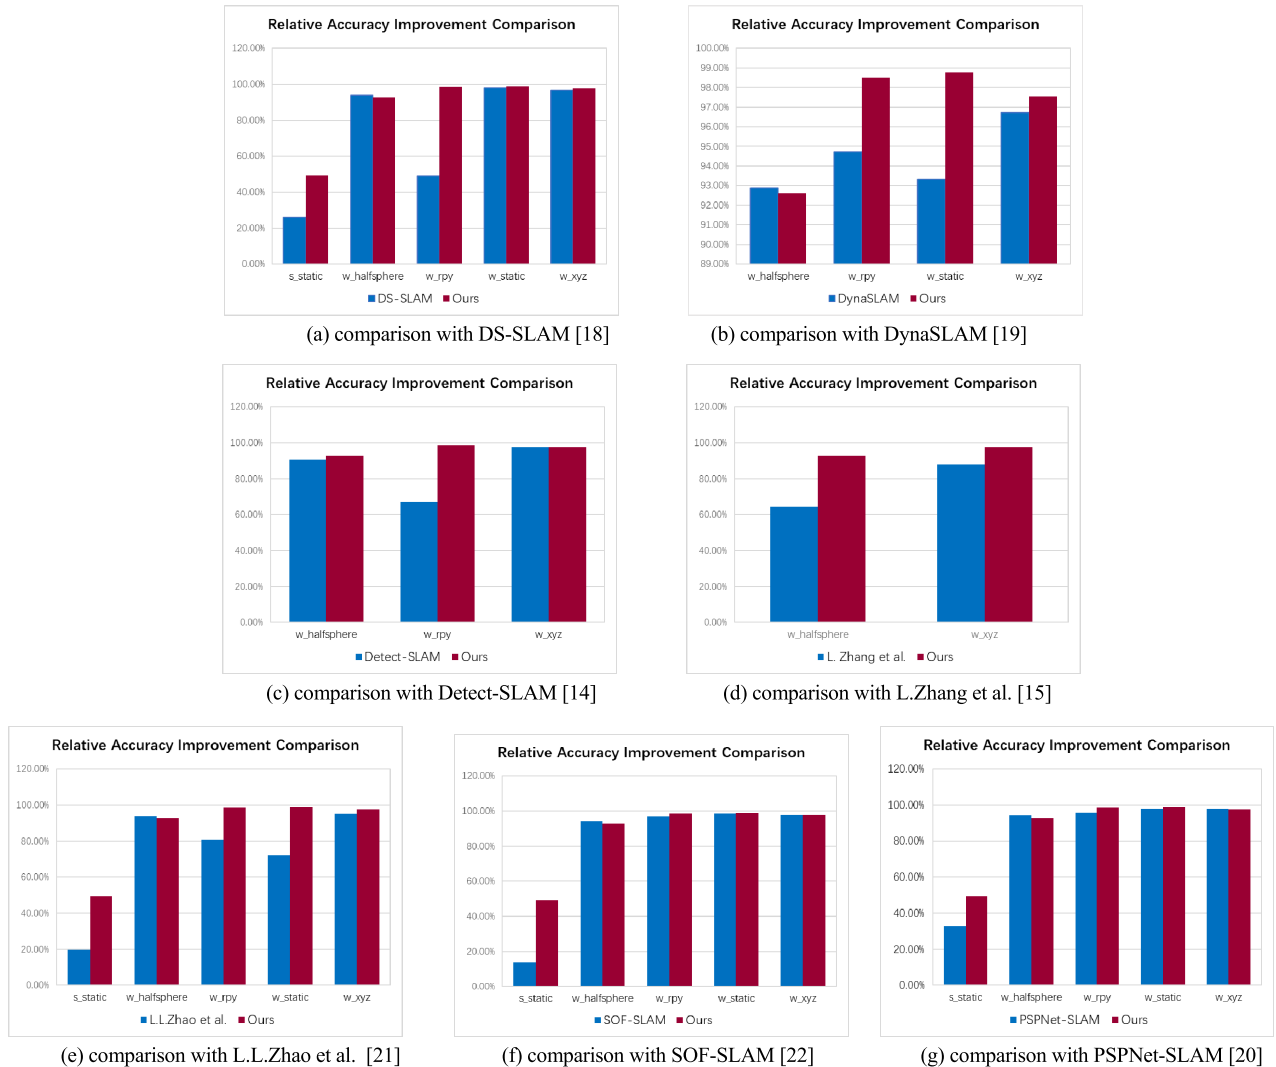 Relative Accuracy Improvement Comparison
120.00%
100.00%
80.00%
60.00%
40.00%
20.00%
0.00%
s_static w_halfsphere w_rpy w_static w_xyz
DS-SLAM Ours
(a) comparison with DS-SLAM [18]
Relative Accuracy Improvement Comparison
100.00%
99.00%
98.00%
97.00%
96.00%
95.00%
94.00%
93.00%
92.00%
91.00%
90.00%
89.00%
w_halfsphere w_rpy w_static w_xyz
DynaSLAM Ours
(b) comparison with DynaSLAM [19]
Relative Accuracy Improvement Comparison
120.00%
100.00%
80.00%
60.00%
40.00%
20.00%
0.00%
w_halfsphere w_rpy w_xyz
Detect-SLAM Ours
(c) comparison with Detect-SLAM [14]
Relative Accuracy Improvement Comparison
120.00%
100.00%
80.00%
60.00%
40.00%
20.00%
0.00%
w_halfsphere w_xyz
L. Zhang et al. Ours
(d) comparison with L.Zhang et al. [15]
Relative Accuracy Improvement Comparison
120.00%
100.00%
80.00%
60.00%
40.00%
20.00%
0.00%
s_static w_halfsphere w_rpy w_static w_xyz
L.L.Zhao et al. Ours
(e) comparison with L.L.Zhao et al. [21]
Relative Accuracy Improvement Comparison
120.00%
100.00%
80.00%
60.00%
40.00%
20.00%
0.00%
s_static w_halfsphere w_rpy w_static w_xyz
SOF-SLAM Ours
(f) comparison with SOF-SLAM [22]
Relative Accuracy Improvement Comparison
120.00%
100.00%
80.00%
60.00%
40.00%
20.00%
0.00%
s_static w_halfsphere w_rpy w_static w_xyz
PSPNet-SLAM Ours
(g) comparison with PSPNet-SLAM [20]